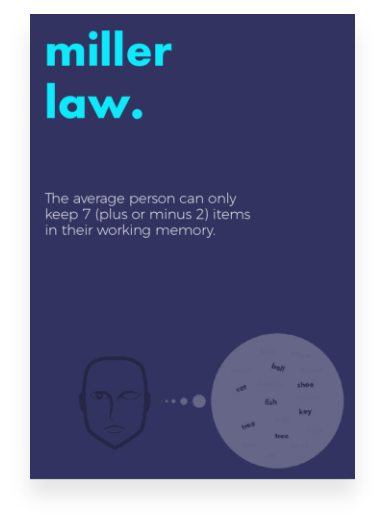 miller
law.
The average person can only
keep 7 (plus or minus 2) items
in their working memory.
ball
cat
shoe
fish
key
tree